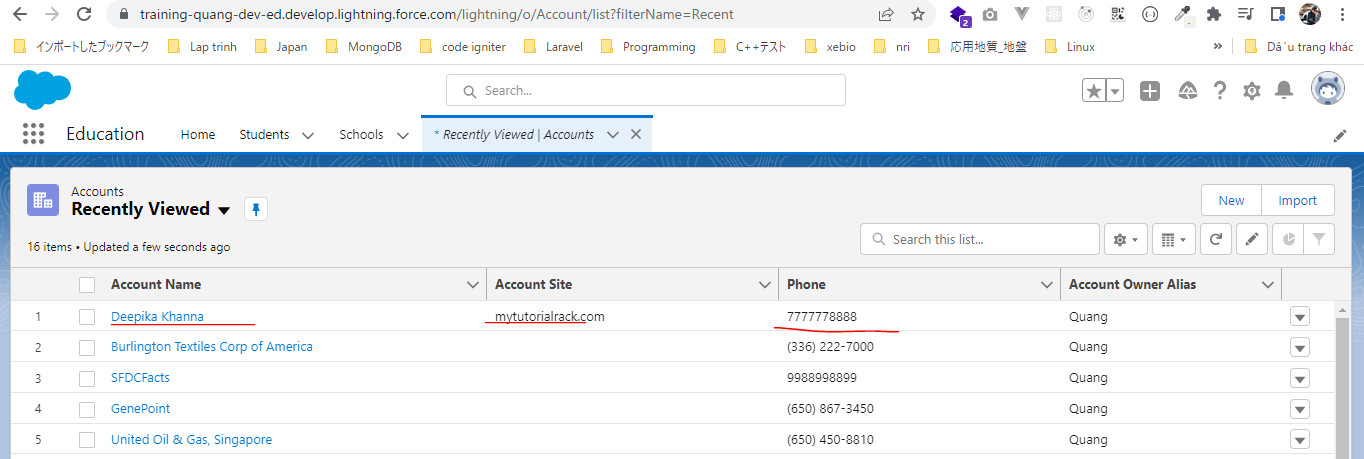 training-quang-dev-ed.develop.lightning.force.com/lightning/o/Account/list?filterName=Recent
2
インポートしたブックマーク Lap trinh Japan MongoDB code igniter Laravel Programming C++テスト xebio nri 応用地質_地盤 Linux » Dấu trang khác
Search...
Education Home Students Schools * Recently Viewed | Accounts
Accounts
Recently Viewed
New Import
16 items • Updated a few seconds ago
Search this list...
Account Name Account Site Phone Account Owner Alias
1 Deepika Khanna mytutorialrack.com 7777778888 Quang
2 Burlington Textiles Corp of America (336) 222-7000 Quang
3 SFDCFacts 9988998899 Quang
4 GenePoint (650) 867-3450 Quang
5 United Oil & Gas, Singapore (650) 450-8810 Quang